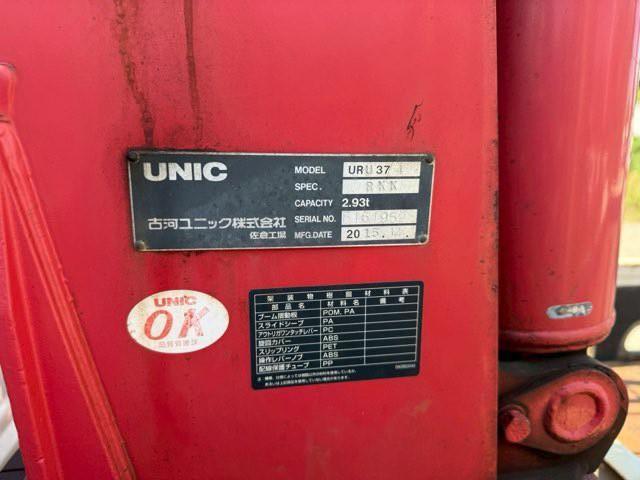 UNIC
MODEL URU374
SPEC. RKK
CAPACITY 2.93t
古河ユニック株式会社
佐倉工場
SERIAL NO.
MFG.DATE 2015.
UNIC
OK
架装物樹脂材料表
部品名 材料名 備考
ブーム摺動板 POM, PA
スライドシーブ PA
アウトリガワンタッチレバー PC
旋回カバー ABS
スリップリング PET
操作レバーノブ ABS
配線保護チューブ PP